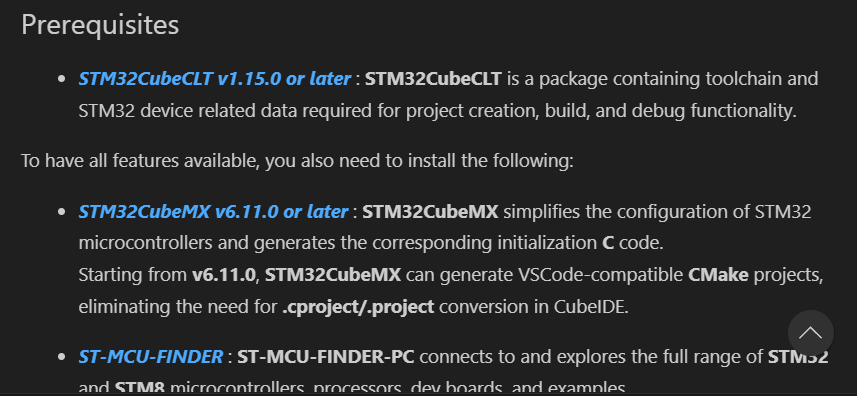 Prerequisites
• STM32CubeCLT v1.15.0 or later : STM32CubeCLT is a package containing toolchain and
STM32 device related data required for project creation, build, and debug functionality.
To have all features available, you also need to install the following:
• STM32CubeMX v6.11.0 or later : STM32CubeMX simplifies the configuration of STM32
microcontrollers and generates the corresponding initialization C code.
Starting from v6.11.0, STM32CubeMX can generate VSCode-compatible CMake projects,
eliminating the need for .cproject/.project conversion in CubeIDE.
• ST-MCU-FINDER : ST-MCU-FINDER-PC connects to and explores the full range of STM32
and STM8 microcontrollers, processors, dev boards, and examples